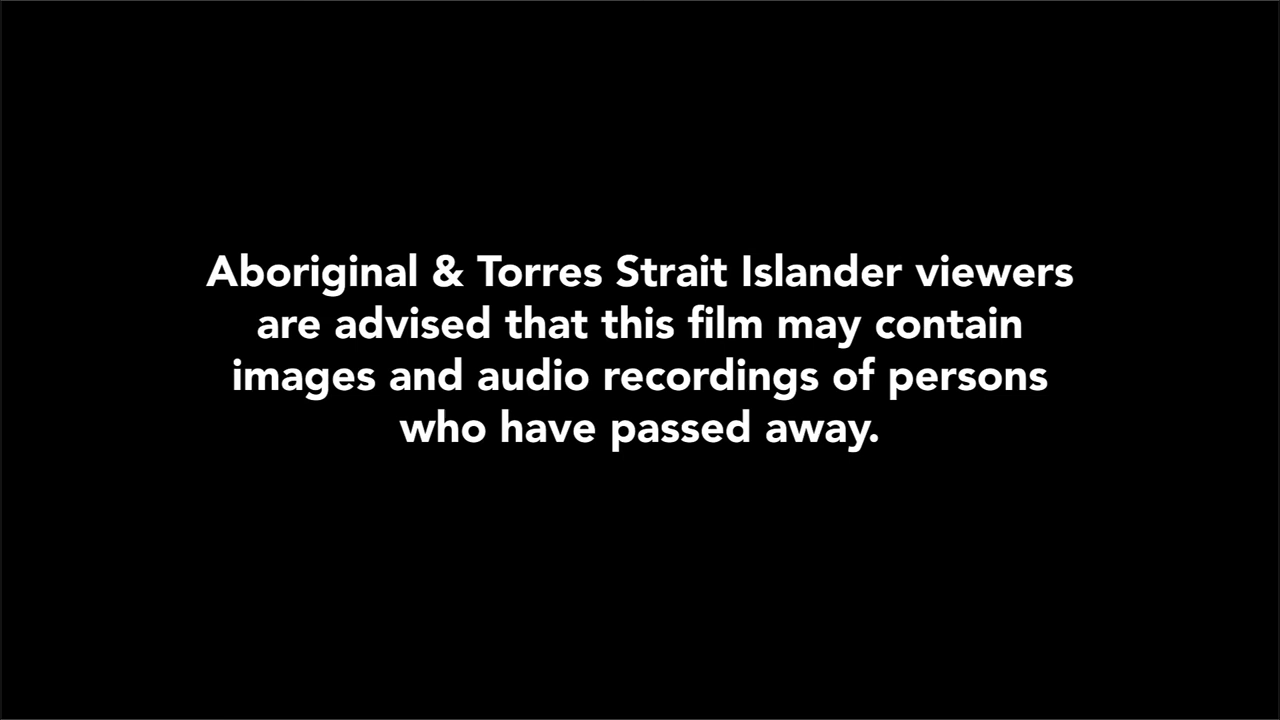 Aboriginal & Torres Strait Islander viewers
are advised that this film may contain
images and audio recordings of persons
who have passed away.